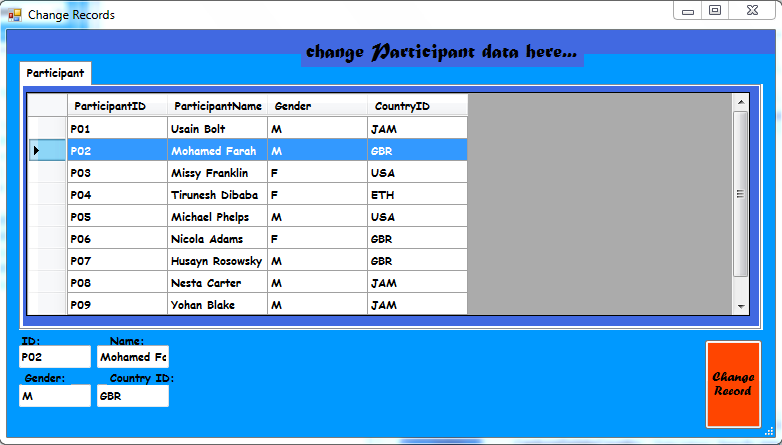 Change Records
change Participant data here...
Participant
ParticipantID ParticipantName Gender CountryID
P01 Usain Bolt M JAM
P02 Mohamed Farah M GBR
P03 Missy Franklin F USA
P04 Tirunesh Dibaba F ETH
P05 Michael Phelps M USA
P06 Nicola Adams F GBR
P07 Husayn Rosowsky M GBR
P08 Nesta Carter M JAM
P09 Yohan Blake M JAM
ID: Name:
P02 Mohamed Fa
Gender: Country ID:
M GBR
Change
Record